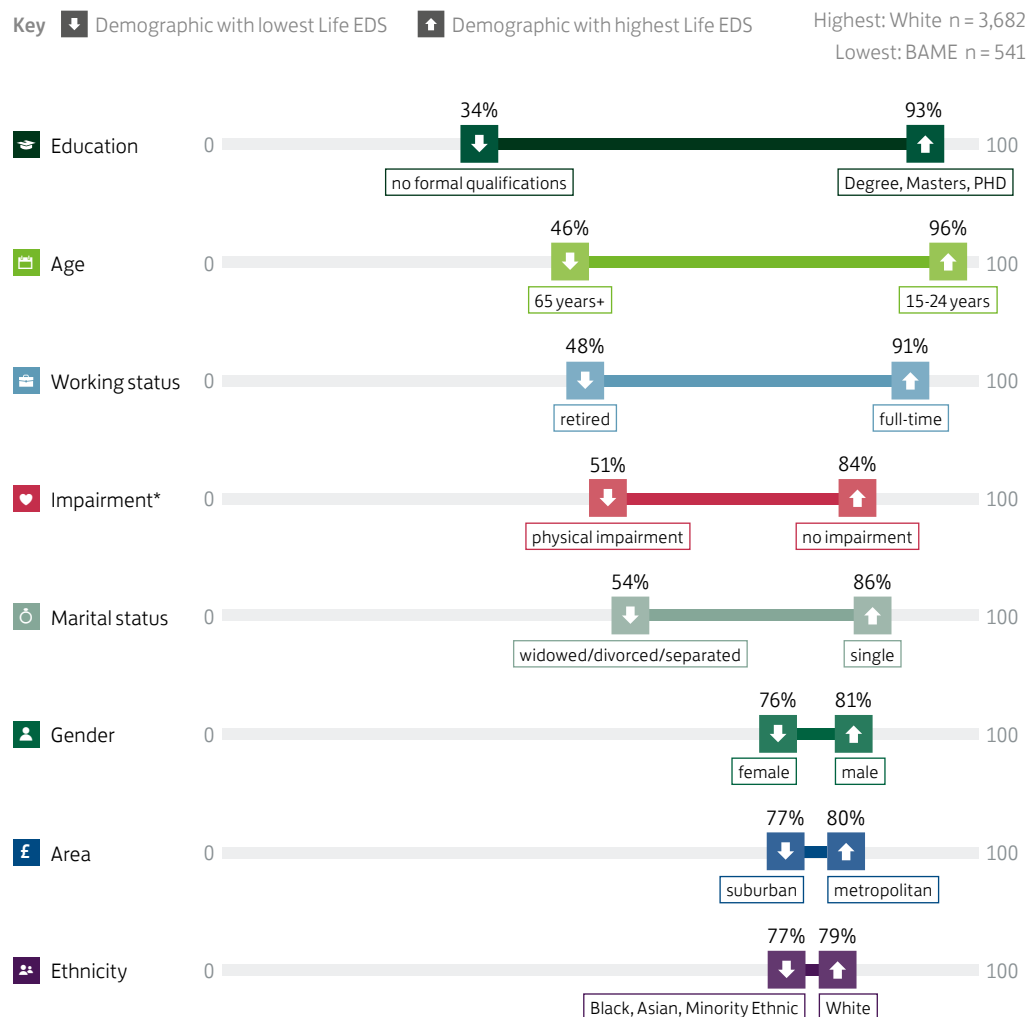 Key Demographic with lowest Life EDS Demographic with highest Life EDS Highest: White n = 3,682
Lowest: BAME n = 541
34% 93%
Education 0 100
no formal qualifications Degree, Masters, PHD
46% 96%
Age 0 100
65 years+ 15-24 years
48% 91%
Working status 0 100
retired full-time
51% 84%
Impairment* 0 100
physical impairment no impairment
54% 86%
Marital status 0 100
widowed/divorced/separated single
76% 81%
Gender 0 100
female male
77% 80%
£ Area 0 100
suburban metropolitan
77% 79%
Ethnicity 0 100
Black, Asian, Minority Ethnic White